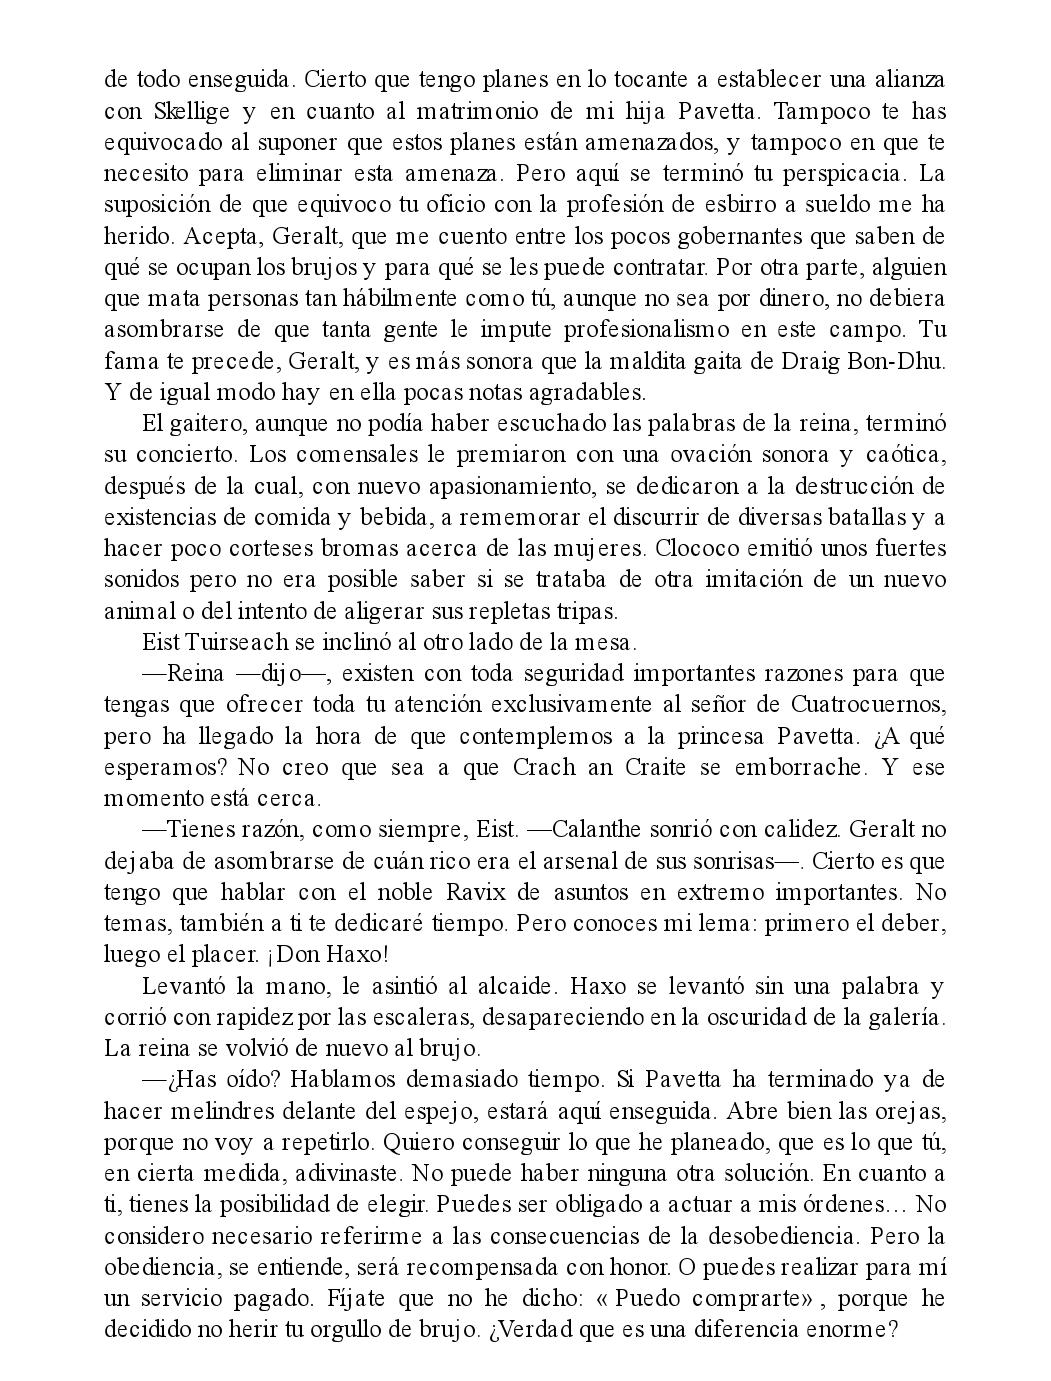 de todo enseguida. Cierto que tengo planes en lo tocante a establecer una alianza
con Skellige y en cuanto al matrimonio de mi hija Pavetta. Tampoco te has
equivocado al suponer que estos planes están amenazados, y tampoco en que te
necesito para eliminar esta amenaza. Pero aquí se terminó tu perspicacia. La
suposición de que equivoco tu oficio con la profesión de esbirro a sueldo me ha
herido. Acepta, Geralt, que me cuento entre los pocos gobernantes que saben de
qué se ocupan los brujos y para qué se les puede contratar. Por otra parte, alguien
que mata personas tan hábilmente como tú, aunque no sea por dinero, no debiera
asombrarse de que tanta gente le impute profesionalismo en este campo. Tu
fama te precede, Geralt, y es más sonora que la maldita gaita de Draig Bon-Dhu.
Y de igual modo hay en ella pocas notas agradables.
El gaitero, aunque no podía haber escuchado las palabras de la reina, terminó
su concierto. Los comensales le premiaron con una ovación sonora y caótica,
después de la cual, con nuevo apasionamiento, se dedicaron a la destrucción de
existencias de comida y bebida, a rememorar el discurrir de diversas batallas y a
hacer poco corteses bromas acerca de las mujeres. Clococo emitió unos fuertes
sonidos pero no era posible saber si se trataba de otra imitación de un nuevo
animal o del intento de aligerar sus repletas tripas.
Eist Tuirseach se inclinó al otro lado de la mesa.
—Reina —dijo—, existen con toda seguridad importantes razones para que
tengas que ofrecer toda tu atención exclusivamente al señor de Cuatrocuernos,
pero ha llegado la hora de que contemplemos a la princesa Pavetta. ¿A qué
esperamos? No creo que sea a que Crach an Craite se emborrache. Y ese
momento está cerca.
—Tienes razón, como siempre, Eist. —Calanthe sonrió con calidez. Geralt no
dejaba de asombrarse de cuán rico era el arsenal de sus sonrisas—. Cierto es que
tengo que hablar con el noble Ravix de asuntos en extremo importantes. No
temas, también a ti te dedicaré tiempo. Pero conoces mi lema: primero el deber,
luego el placer. ¡Don Haxo!
Levantó la mano, le asintió al alcaide. Haxo se levantó sin una palabra y
corrió con rapidez por las escaleras, desapareciendo en la oscuridad de la galería.
La reina se volvió de nuevo al brujo.
—¿Has oído? Hablamos demasiado tiempo. Si Pavetta ha terminado ya de
hacer melindres delante del espejo, estará aquí enseguida. Abre bien las orejas,
porque no voy a repetirlo. Quiero conseguir lo que he planeado, que es lo que tú,
en cierta medida, adivinaste. No puede haber ninguna otra solución. En cuanto a
ti, tienes la posibilidad de elegir. Puedes ser obligado a actuar a mis órdenes… No
considero necesario referirme a las consecuencias de la desobediencia. Pero la
obediencia, se entiende, será recompensada con honor. O puedes realizar para mí
un servicio pagado. Fíjate que no he dicho: «Puedo comprarte», porque he
decidido no herir tu orgullo de brujo. ¿Verdad que es una diferencia enorme?